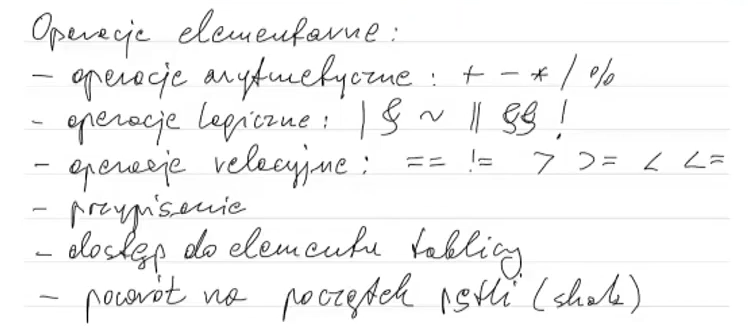 Operacje elementarne:
- operacje arytmetyczne: + - * / %
- operacje logiczne: | & ~ || && !
- operacje relacyjne: == != > >= < <=
- przypisanie
- dostęp do elementu tablicy
- powrót na początek pętli (skok)